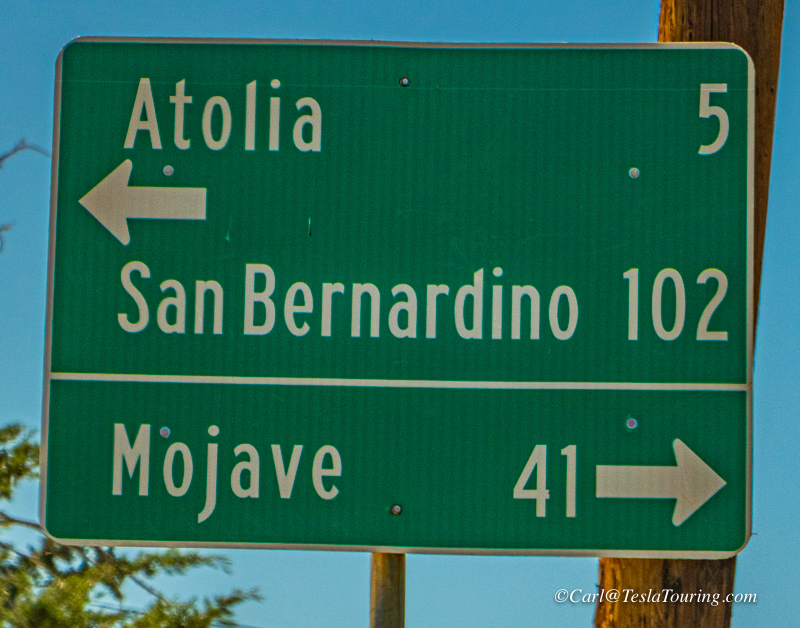 Atolia 5
San Bernardino 102
Mojave 41
©Carl@TeslaTouring.com